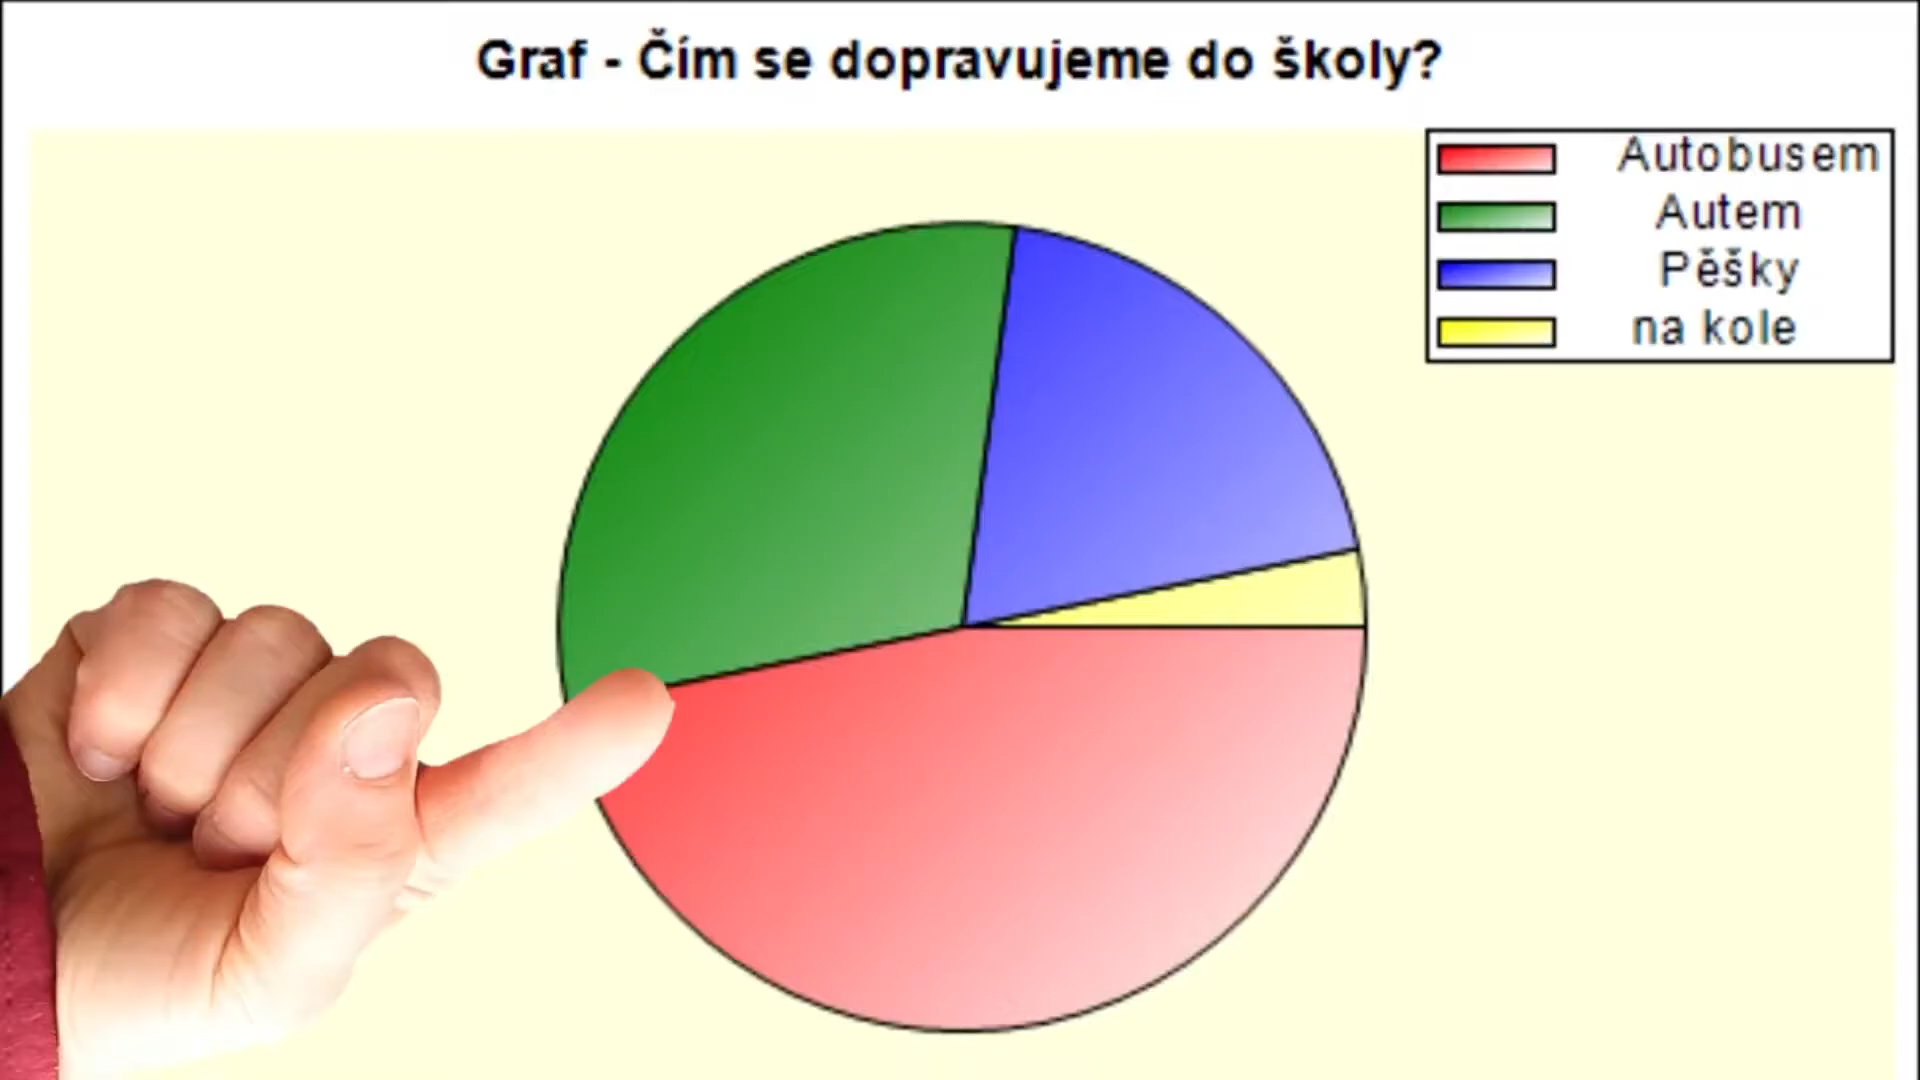 Graf - Čím se dopravujeme do školy?
Autobusem
Autem
Pěšky
na kole